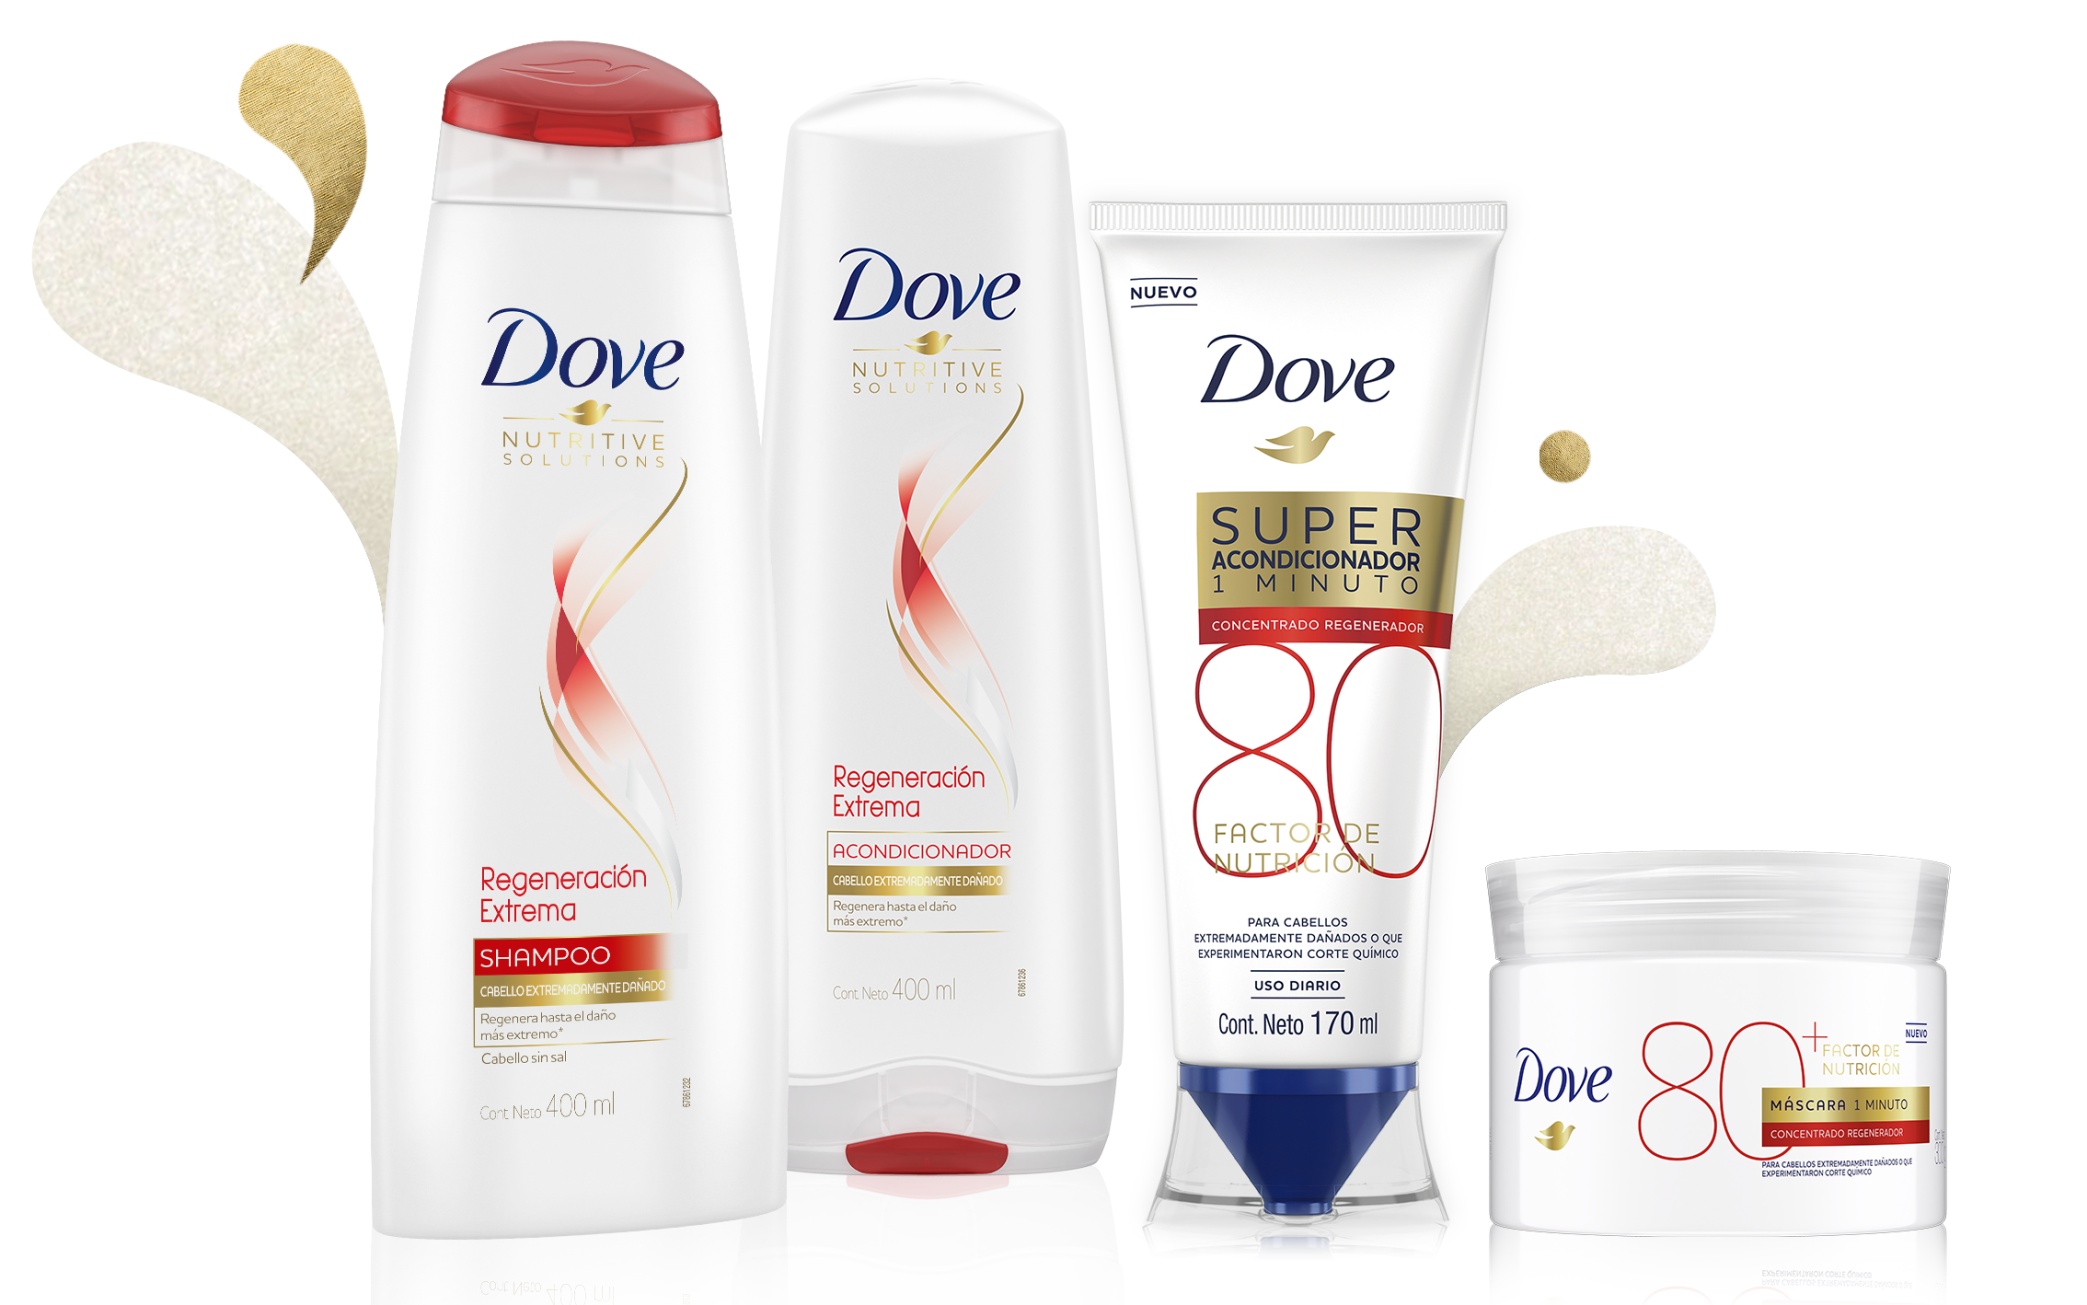 Dove
NUTRITIVE
SOLUTIONS
Regeneración
Extrema
SHAMPOO
CABELLO EXTREMADAMENTE DAÑADO
Regenera hasta el daño
más extremo*
Cabello sin sal
Cont. Neto 400 ml
67661232
Dove
NUTRITIVE
SOLUTIONS
Regeneración
Extrema
ACONDICIONADOR
CABELLO EXTREMADAMENTE DAÑADO
Regenera hasta el daño
más extremo*
Cont. Neto 400 ml
67661236
NUEVO
Dove
SUPER
ACONDICIONADOR
1 MINUTO
CONCENTRADO REGENERADOR
80
FACTOR DE
NUTRICIÓN
PARA CABELLOS
EXTREMADAMENTE DAÑADOS O QUE
EXPERIMENTARON CORTE QUÍMICO
USO DIARIO
Cont. Neto 170 ml
Dove
80+
NUEVO
FACTOR DE
NUTRICIÓN
MÁSCARA 1 MINUTO
CONCENTRADO REGENERADOR
PARA CABELLOS EXTREMADAMENTE DAÑADOS O QUE
EXPERIMENTARON CORTE QUÍMICO